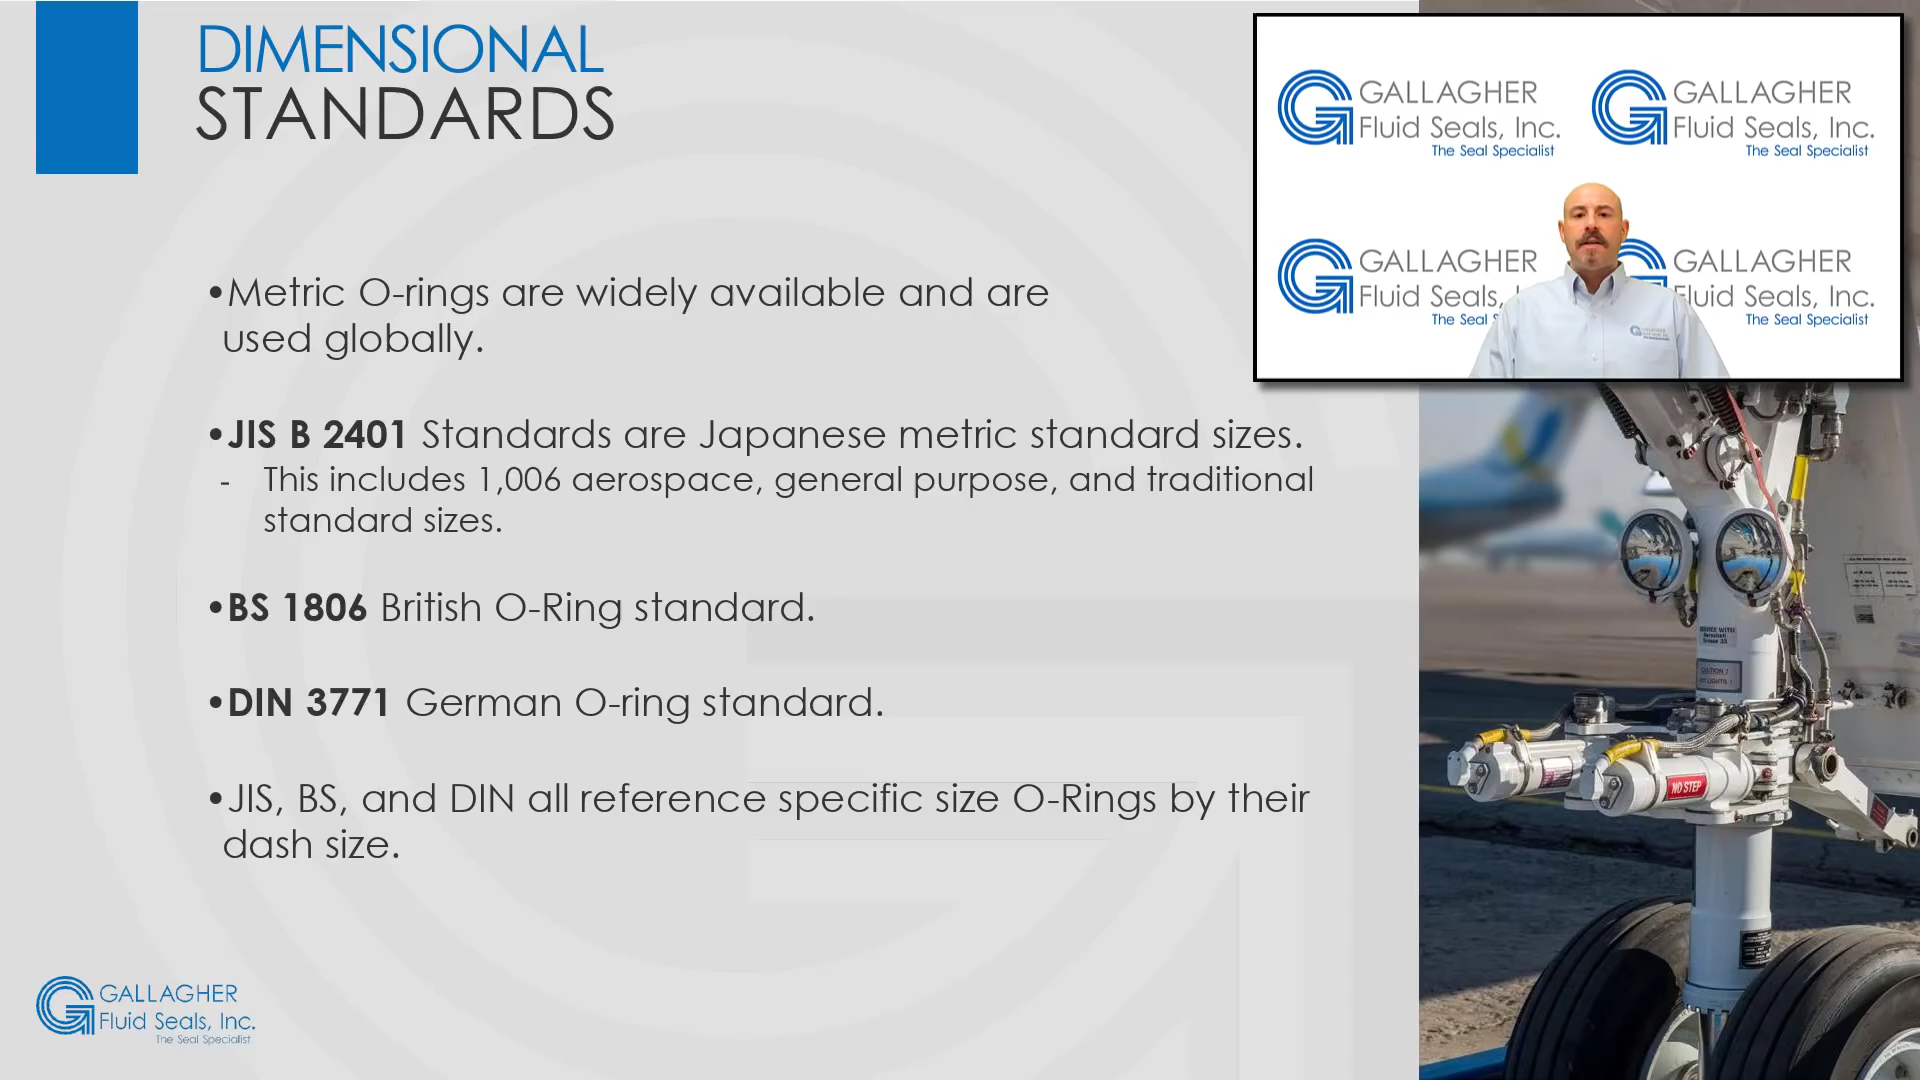 DIMENSIONAL
STANDARDS
•Metric O-rings are widely available and are
used globally.
•JIS B 2401 Standards are Japanese metric standard sizes.
- This includes 1,006 aerospace, general purpose, and traditional
standard sizes.
•BS 1806 British O-Ring standard.
•DIN 3771 German O-ring standard.
•JIS, BS, and DIN all reference specific size O-Rings by their
dash size.
GALLAGHER
Fluid Seals, Inc.
The Seal Specialist
GALLAGHER
Fluid Seals, Inc.
The Seal Specialist
GALLAGHER
Fluid Seals,
The Seal
GALLAGHER
Fluid Seals, Inc.
The Seal Specialist
GALLAGHER
CAUTION
NO STEP
GALLAGHER
Fluid Seals, Inc.
The Seal Specialist